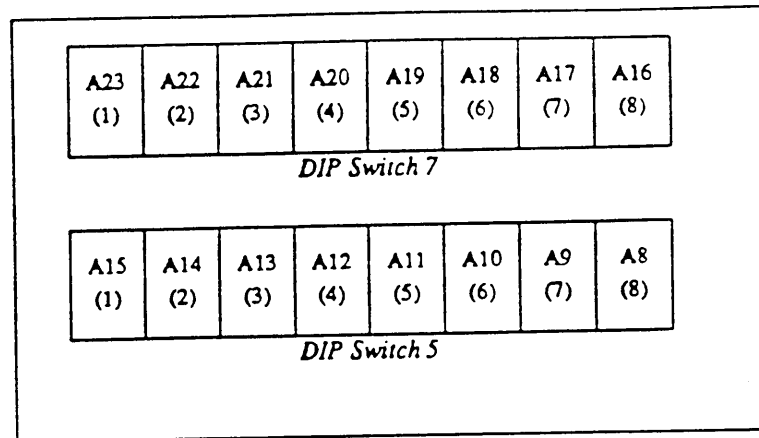 A23 A22 A21 A20 A19 A18 A17 A16
(1) (2) (3) (4) (5) (6) (7) (8)
DIP Switch 7
A15 A14 A13 A12 A11 A10 A9 A8
(1) (2) (3) (4) (5) (6) (7) (8)
DIP Switch 5